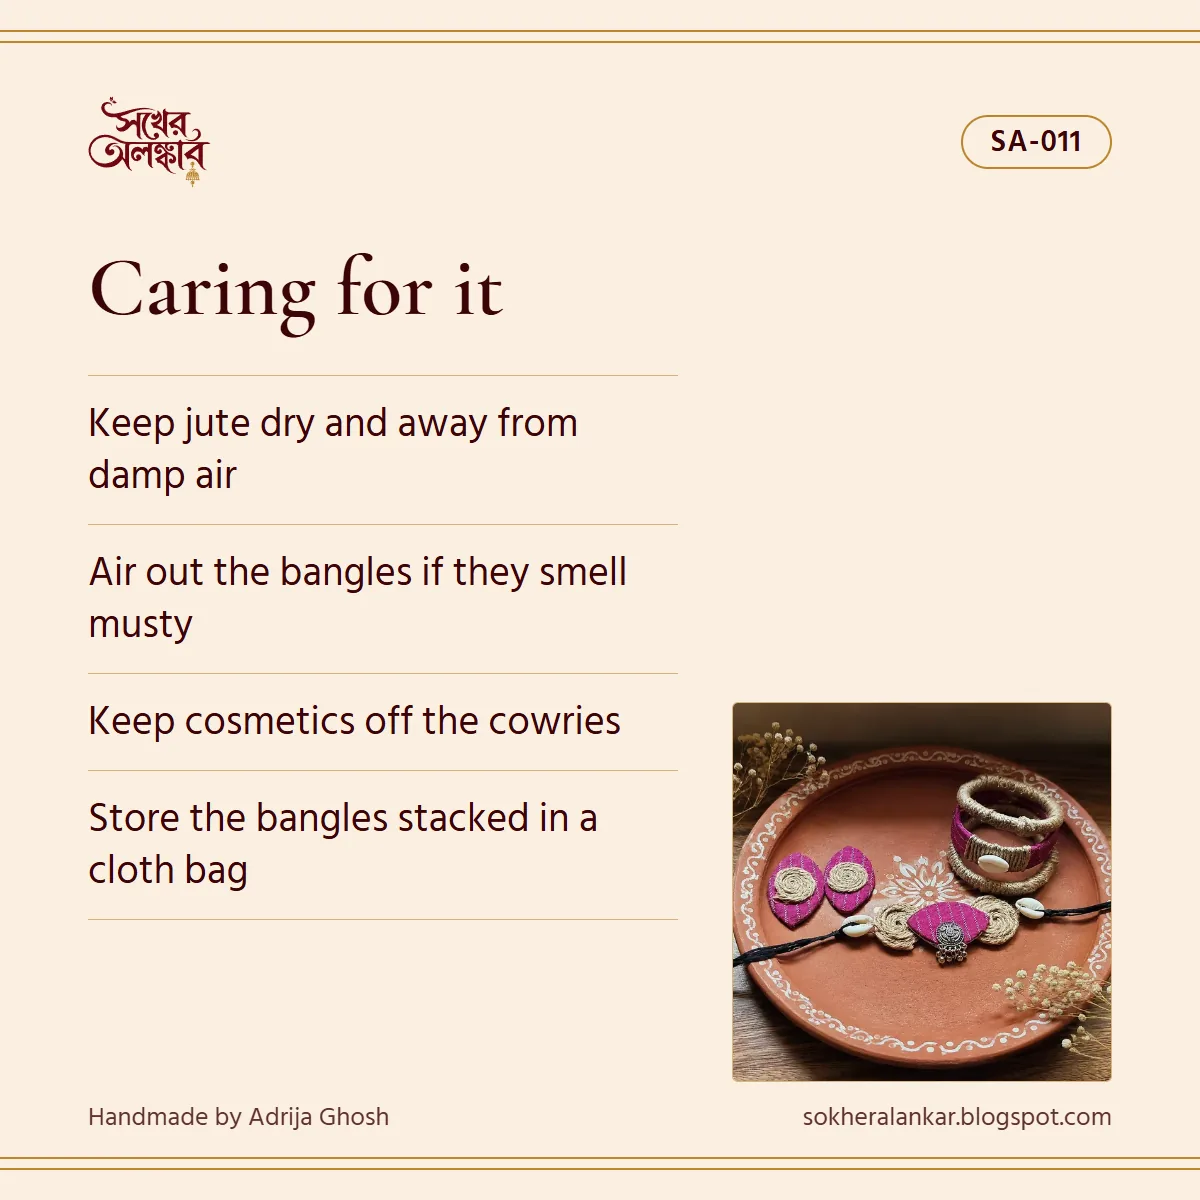 সখের
অলঙ্কার
SA-011
Caring for it
Keep jute dry and away from
damp air
Air out the bangles if they smell
musty
Keep cosmetics off the cowries
Store the bangles stacked in a
cloth bag
Handmade by Adrija Ghosh
sokheralankar.blogspot.com